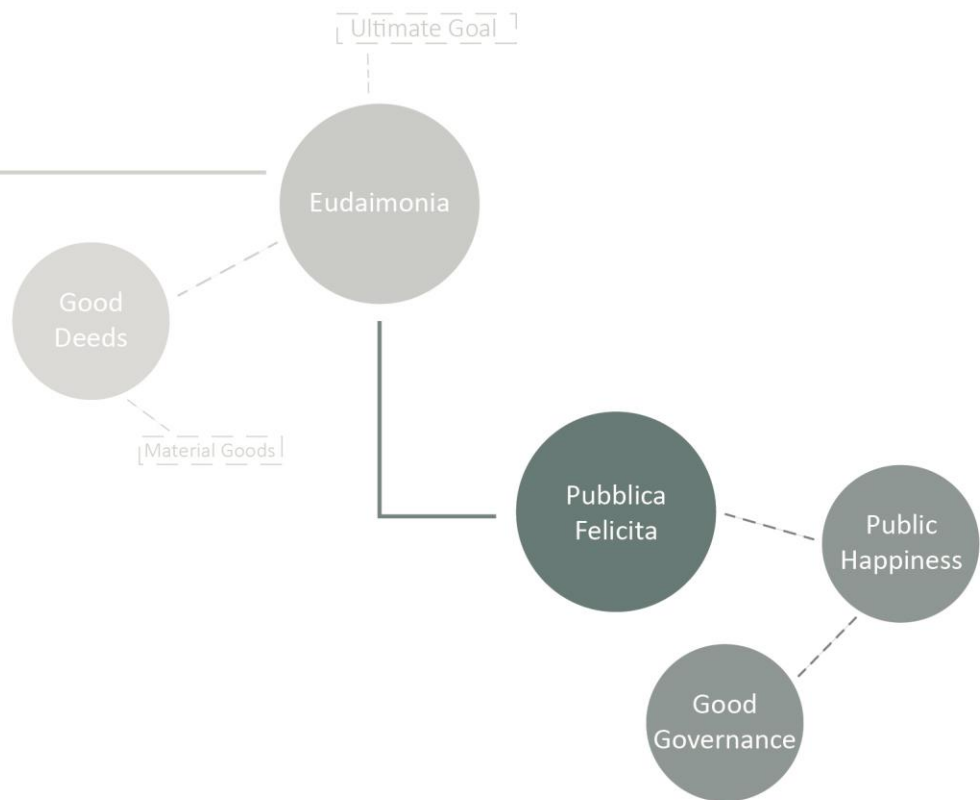 Ultimate Goal
Eudaimonia
Good
Deeds
Material Goods
Pubblica
Felicita
Public
Happiness
Good
Governance